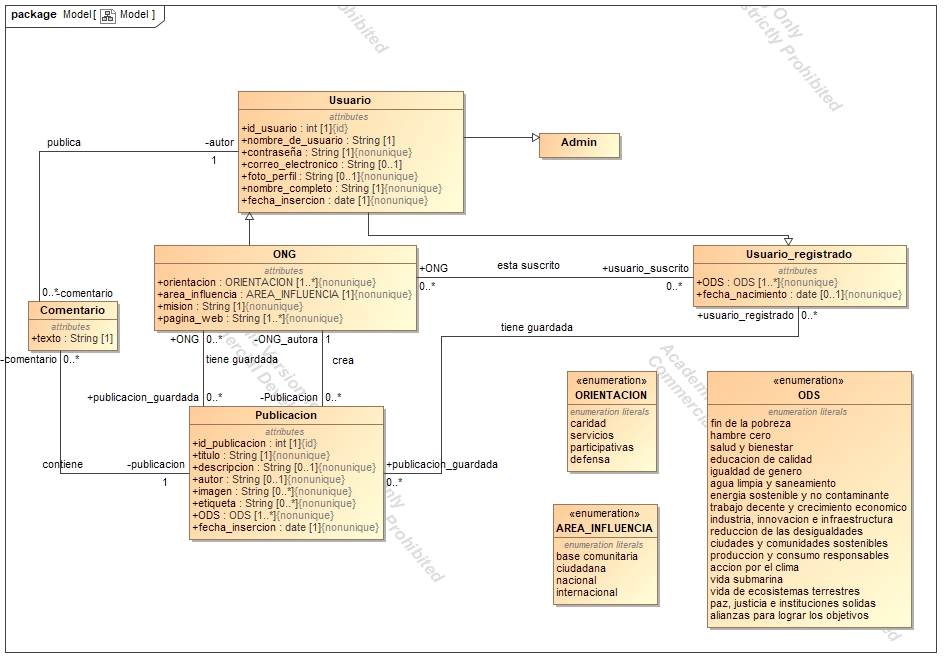 package Model [ Model ]
Only
Strictly Prohibited
Prohibited
Usuario
attributes
+id_usuario : int [1]{id}
+nombre_de_usuario : String [1]
+contraseña : String [1]{nonunique}
+correo_electronico : String [0..1]
+foto_perfil : String [0..1]{nonunique}
+nombre_completo : String [1]{nonunique}
+fecha_insercion : date [1]{nonunique}
Admin
publica
-autor
1
ONG
attributes
+orientacion : ORIENTACION [1..*]{nonunique}
+area_influencia : AREA_INFLUENCIA [1]{nonunique}
+mision : String [1]{nonunique}
+pagina_web : String [1..*]{nonunique}
+ONG
0..*
esta suscrito
+usuario_suscrito
0..*
Usuario_registrado
attributes
+ODS : ODS [1..*]{nonunique}
+fecha_nacimiento : date [0..1]{nonunique}
+usuario_registrado 0..*
0..* -comentario
Comentario
attributes
+texto : String [1]
-comentario 0..*
+ONG 0..*
-ONG_autora 1
tiene guardada
crea
tiene guardada
+publicacion_guardada 0..*
-Publicacion 0..*
Publicacion
attributes
+id_publicacion : int [1]{id}
+titulo : String [1]{nonunique}
+descripcion : String [0..1]{nonunique}
+autor : String [1]{nonunique}
+imagen : String [0..*]{nonunique}
+etiqueta : String [0..*]{nonunique}
+ODS : ODS [1..*]{nonunique}
+fecha_insercion : date [1]{nonunique}
contiene
-publicacion
1
+publicacion_guardada
0..*
«enumeration»
ORIENTACION
enumeration literals
caridad
servicios
participativas
defensa
«enumeration»
AREA_INFLUENCIA
enumeration literals
base comunitaria
ciudadana
nacional
internacional
«enumeration»
ODS
enumeration literals
fin de la pobreza
hambre cero
salud y bienestar
educacion de calidad
igualdad de genero
agua limpia y saneamiento
energia sostenible y no contaminante
trabajo decente y crecimiento economico
industria, innovacion e infraestructura
reduccion de las desigualdades
ciudades y comunidades sostenibles
produccion y consumo responsables
accion por el clima
vida submarina
vida de ecosistemas terrestres
paz, justicia e instituciones solidas
alianzas para lograr los objetivos
Prohibited